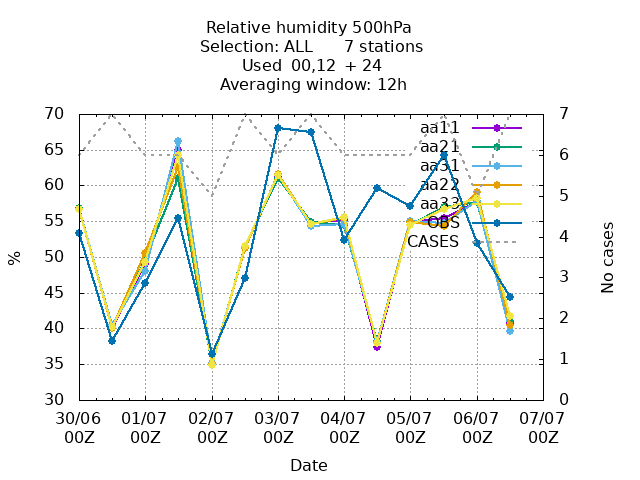 Relative humidity 500hPa
Selection: ALL 7 stations
Used 00,12 + 24
Averaging window: 12h
70
65
60
55
50
45
40
35
30
%
7
6
5
4
3
2
1
0
No cases
aa11
aa21
aa31
aa22
aa33
OBS
CASES
30/06 01/07 02/07 03/07 04/07 05/07 06/07 07/07
00Z 00Z 00Z 00Z 00Z 00Z 00Z 00Z
Date